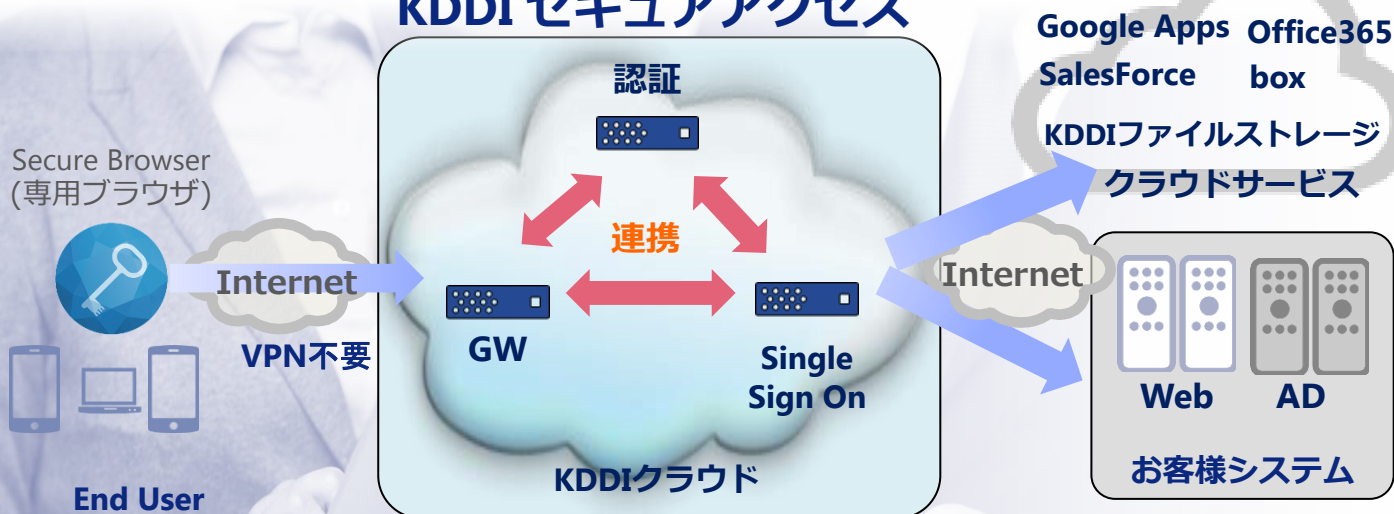 KDDI セキュアアクセス
Google Apps Office365
SalesForce box
KDDIファイルストレージ
クラウドサービス
認証
Secure Browser
(専用ブラウザ)
連携
Internet
Internet
VPN不要
GW
Single
Sign On
Web AD
KDDIクラウド
お客様システム
End User